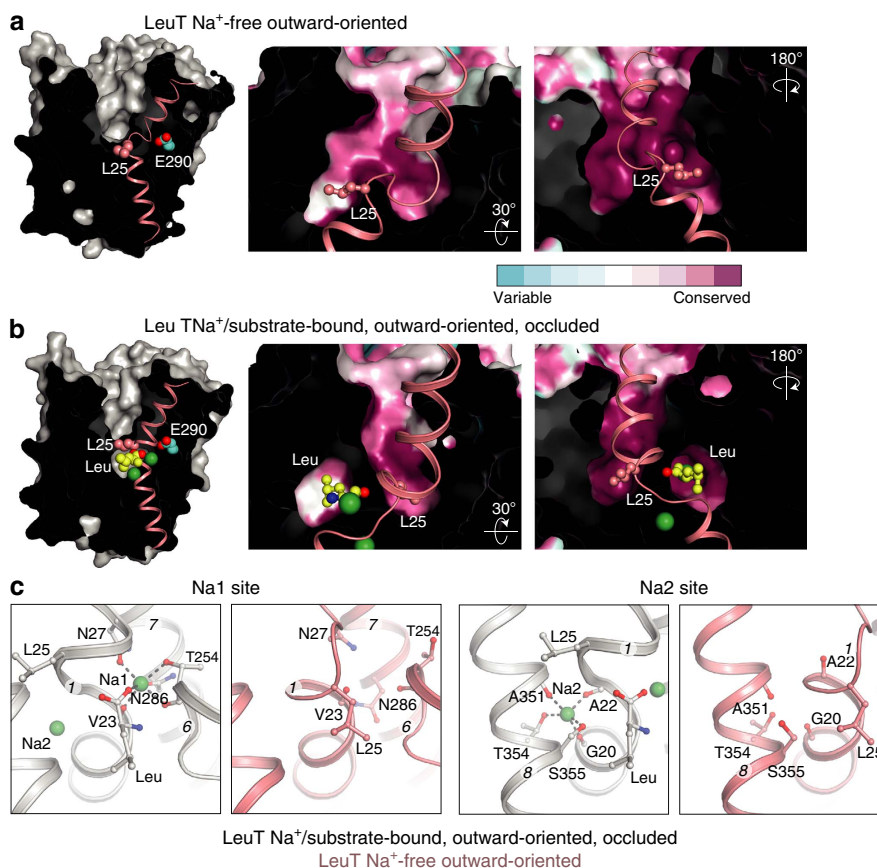 a LeuT Na⁺-free outward-oriented
L25
E290
L25
30°
180°
L25
Variable Conserved
b Leu TNa⁺/substrate-bound, outward-oriented, occluded
L25
E290
Leu
Leu
L25
30°
180°
Leu
L25
c Na1 site Na2 site
N27
7
L25
T254
Na1
1
N286
V23
6
Na2
Leu
N27
7
T254
1
N286
V23
6
L25
L25
1
Na2
A351
A22
T354
G20
S355
8
Leu
1
A22
A351
G20
T354
L25
S355
8
LeuT Na⁺/substrate-bound, outward-oriented, occluded
LeuT Na⁺-free outward-oriented